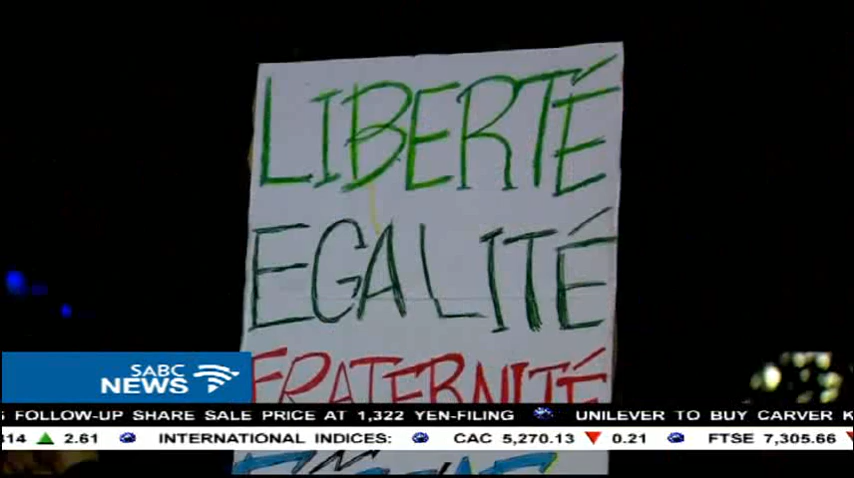 LIBERTÉ
EGALITÉ
FRATERNITÉ
SABC
NEWS
FOLLOW-UP SHARE SALE PRICE AT 1,322 YEN-FILING UNILEVER TO BUY CARVER K
314 ▲ 2.61 INTERNATIONAL INDICES: CAC 5,270.13 ▼ 0.21 FTSE 7,305.66